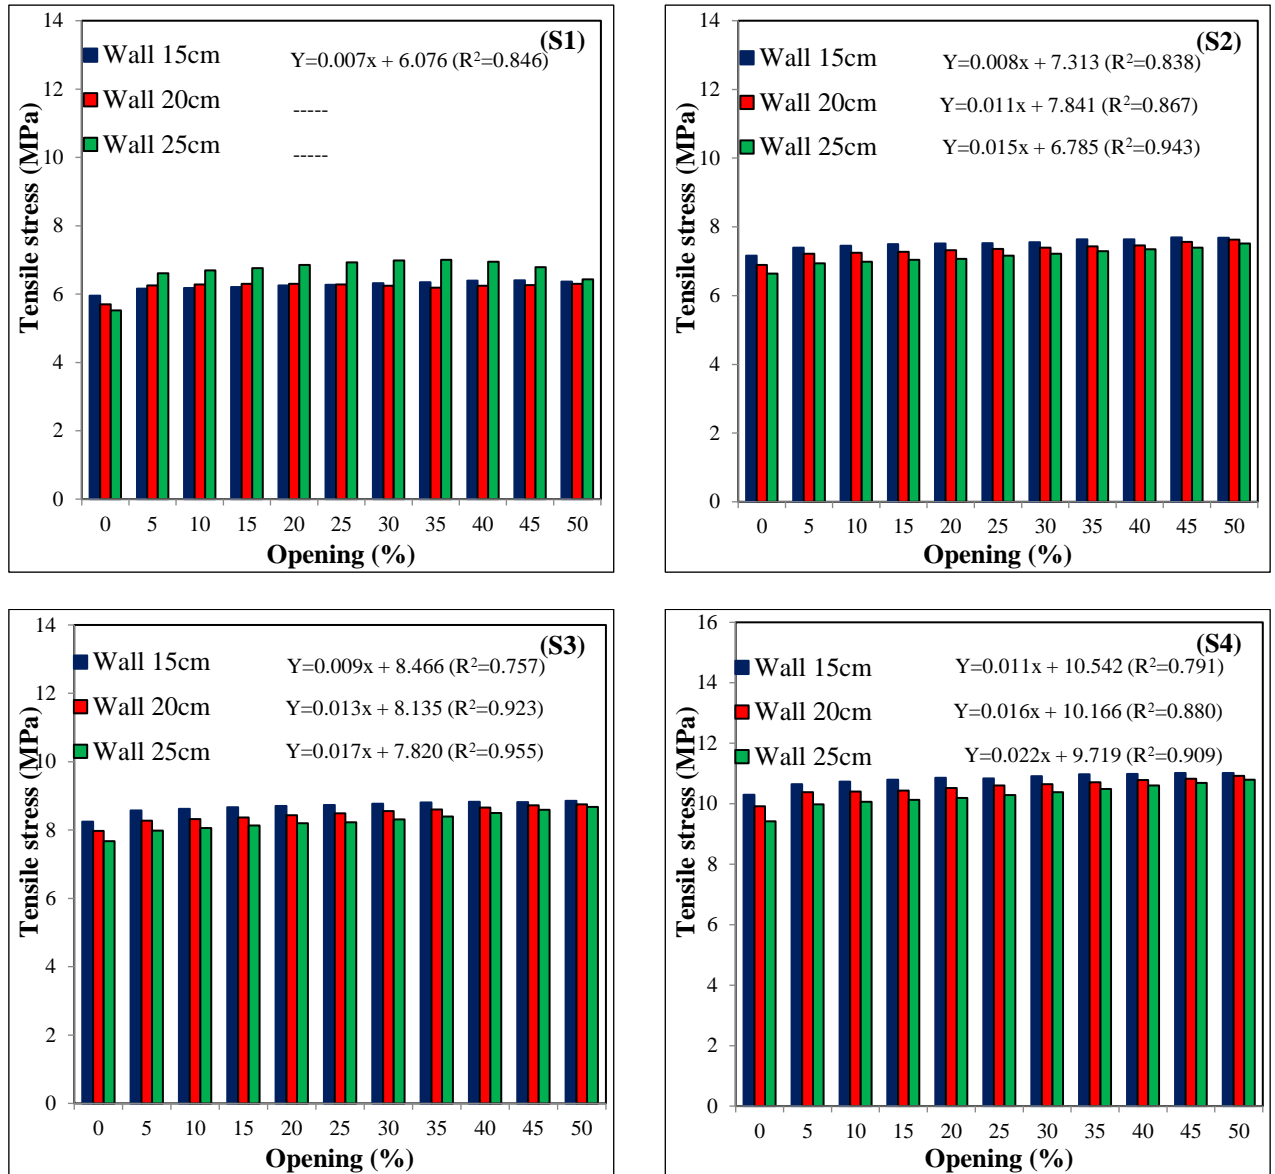 (S1)
Wall 15cm Y=0.007x + 6.076 (R²=0.846)
Wall 20cm -----
Wall 25cm -----
Tensile stress (MPa)
14
12
10
8
6
4
2
0
0 5 10 15 20 25 30 35 40 45 50
Opening (%)
(S2)
Wall 15cm Y=0.008x + 7.313 (R²=0.838)
Wall 20cm Y=0.011x + 7.841 (R²=0.867)
Wall 25cm Y=0.015x + 6.785 (R²=0.943)
Tensile stress (MPa)
14
12
10
8
6
4
2
0
0 5 10 15 20 25 30 35 40 45 50
Opening (%)
(S3)
Wall 15cm Y=0.009x + 8.466 (R²=0.757)
Wall 20cm Y=0.013x + 8.135 (R²=0.923)
Wall 25cm Y=0.017x + 7.820 (R²=0.955)
Tensile stress (MPa)
14
12
10
8
6
4
2
0
0 5 10 15 20 25 30 35 40 45 50
Opening (%)
(S4)
Wall 15cm Y=0.011x + 10.542 (R²=0.791)
Wall 20cm Y=0.016x + 10.166 (R²=0.880)
Wall 25cm Y=0.022x + 9.719 (R²=0.909)
Tensile stress (MPa)
16
14
12
10
8
6
4
2
0
0 5 10 15 20 25 30 35 40 45 50
Opening (%)